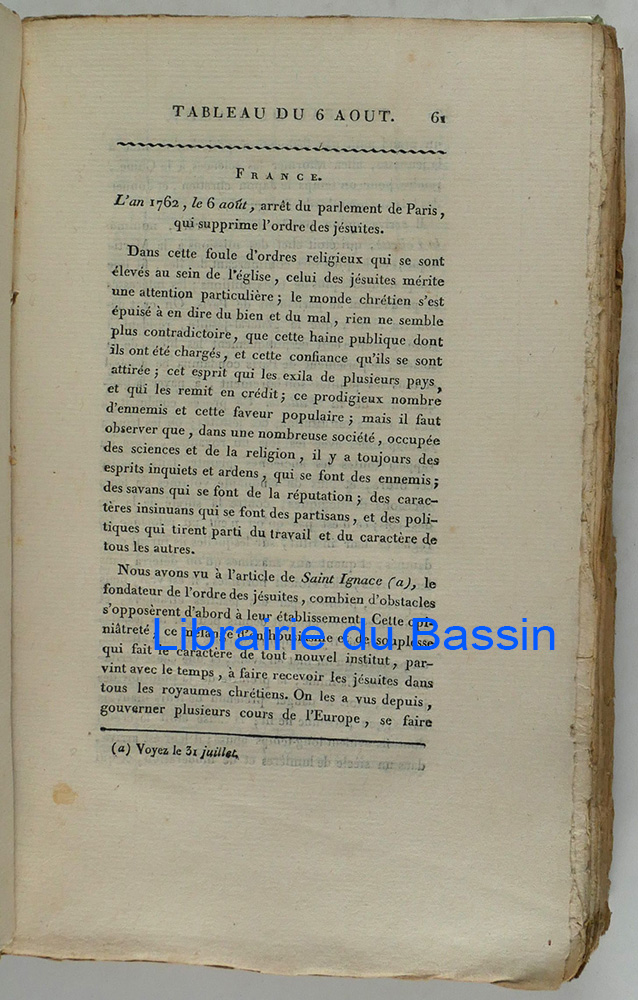 TABLEAU DU 6 AOUT. 61
FRANCE.
L'an 1762, le 6 août, arrêt du parlement de Paris,
qui supprime l'ordre des jésuites.
Dans cette foule d'ordres religieux qui se sont
élevés au sein de l'église, celui des jésuites mérite
une attention particulière; le monde chrétien s'est
épuisé à en dire du bien et du mal, rien ne semble
plus contradictoire, que cette haine publique dont
ils ont été chargés, et cette confiance qu'ils se sont
attirée; cet esprit qui les exila de plusieurs pays,
et qui les remit en crédit; ce prodigieux nombre
d'ennemis et cette faveur populaire; mais il faut
observer que, dans une nombreuse société, occupée
des sciences et de la religion, il y a toujours des
esprits inquiets et ardens, qui se font des ennemis;
des savans qui se font de la réputation; des carac-
tères insinuans qui se font des partisans, et des poli-
tiques qui tirent parti du travail et du caractère de
tous les autres.
Nous avons vu à l'article de Saint Ignace (a), le
fondateur de l'ordre des jésuites, combien d'obstacles
s'opposèrent d'abord à leur établissement. Cette opi-
niâtreté, ce mélange d'enthousiasme et de souplesse
Librairie du Bassin
qui fait le caractère de tout nouvel institut, par-
vint avec le temps, à faire recevoir les jésuites dans
tous les royaumes chrétiens. On les a vus depuis,
gouverner plusieurs cours de l'Europe, se faire
(a) Voyez le 31 juillet.